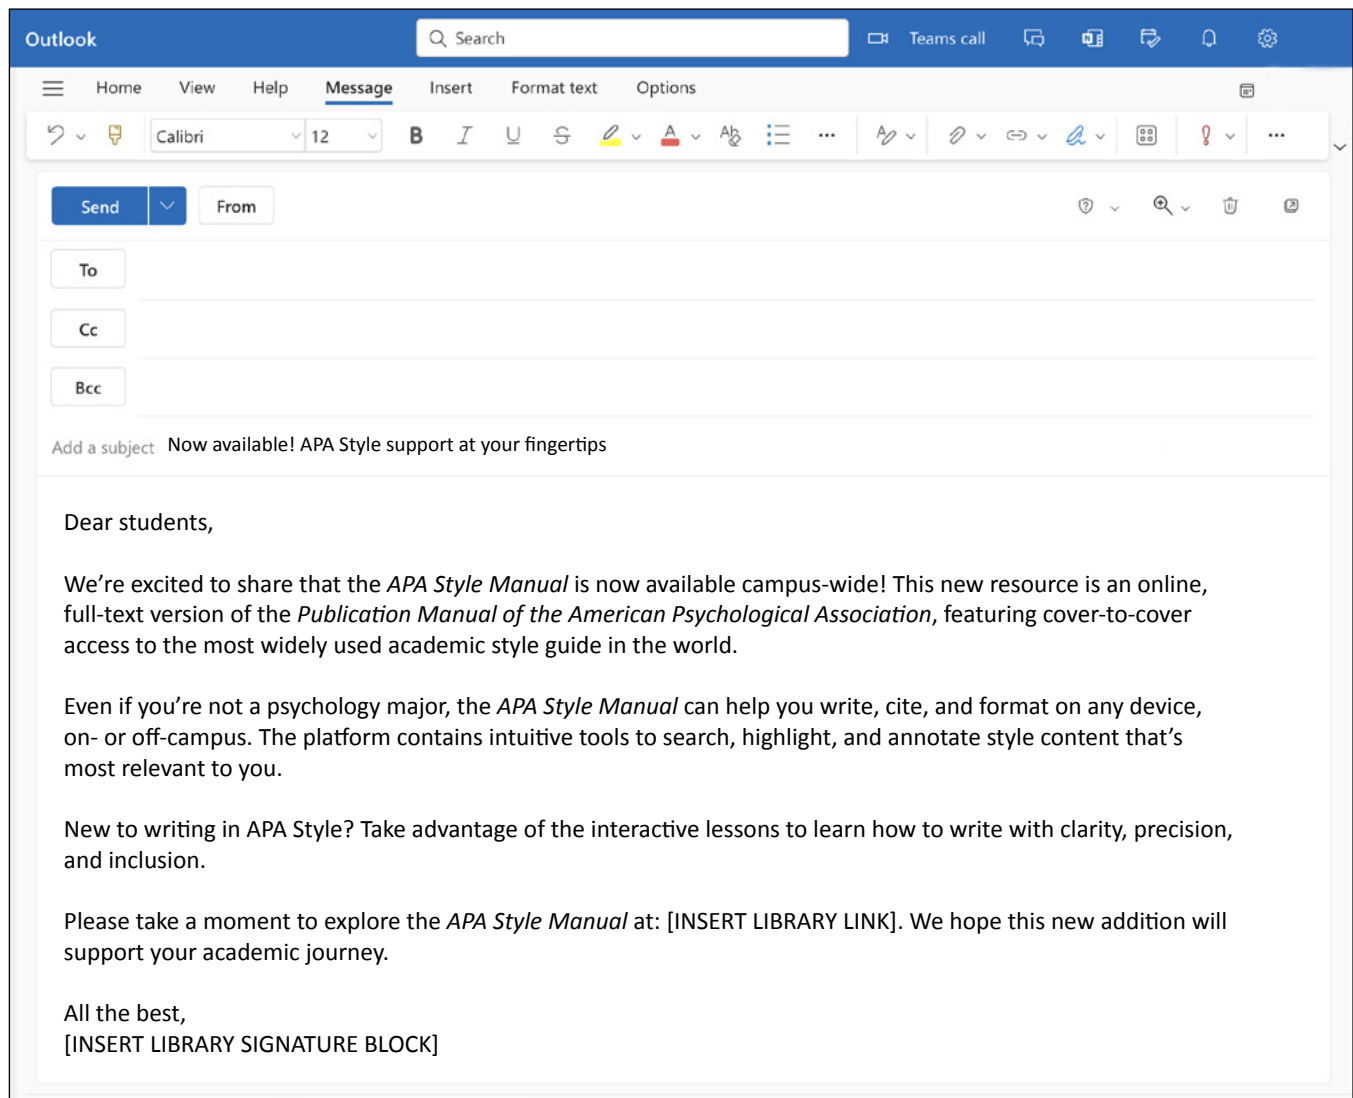 Outlook
Search
Teams call
Home View Help Message Insert Format text Options
Calibri 12 B I U S A Ab ... A ...
Send From
To
Cc
Bcc
Add a subject Now available! APA Style support at your fingertips
Dear students,
We’re excited to share that the APA Style Manual is now available campus-wide! This new resource is an online,
full-text version of the Publication Manual of the American Psychological Association, featuring cover-to-cover
access to the most widely used academic style guide in the world.
Even if you’re not a psychology major, the APA Style Manual can help you write, cite, and format on any device,
on- or off-campus. The platform contains intuitive tools to search, highlight, and annotate style content that’s
most relevant to you.
New to writing in APA Style? Take advantage of the interactive lessons to learn how to write with clarity, precision,
and inclusion.
Please take a moment to explore the APA Style Manual at: [INSERT LIBRARY LINK]. We hope this new addition will
support your academic journey.
All the best,
[INSERT LIBRARY SIGNATURE BLOCK]